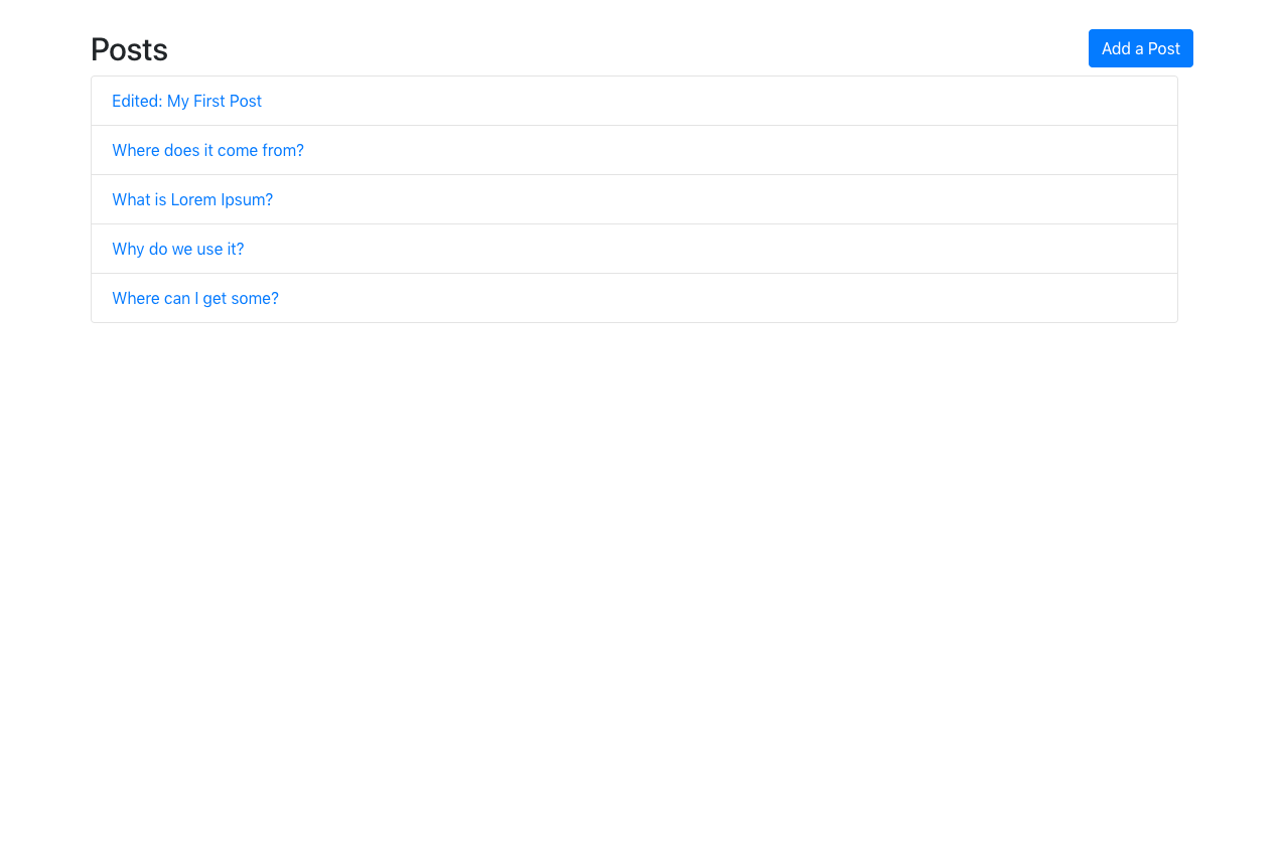 Posts
Add a Post
Edited: My First Post
Where does it come from?
What is Lorem Ipsum?
Why do we use it?
Where can I get some?